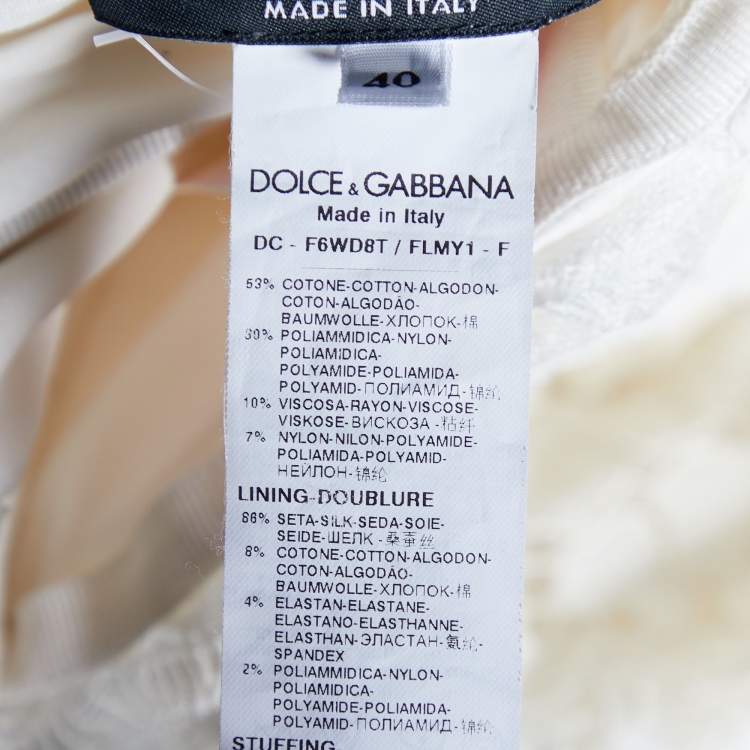 MADE IN ITALY
40
DOLCE & GABBANA
Made in Italy
DC - F6WD8T / FLMY1 - F
53% COTONE-COTTON-ALGODON-
COTON-ALGODÃO-
BAUMWOLLE-ХЛОПОК-棉
30% POLIAMMIDICA-NYLON-
POLIAMIDICA-
POLYAMIDE-POLIAMIDA-
POLYAMID-ПОЛИАМИД-锦纶
10% VISCOSA-RAYON-VISCOSE-
VISKOSE-ВИСКОЗА-粘纤
7% NYLON-NILON-POLYAMIDE-
POLIAMIDA-POLYAMID-
НЕЙЛОН-锦纶
LINING-DOUBLURE
86% SETA-SILK-SEDA-SOIE-
SEIDE-ШЕЛК-桑蚕丝
8% COTONE-COTTON-ALGODON-
COTON-ALGODÃO-
BAUMWOLLE-ХЛОПОК-棉
4% ELASTAN-ELASTANE-
ELASTANO-ELASTHANNE-
ELASTHAN-ЭЛАСТАН-氨纶-
SPANDEX
2% POLIAMMIDICA-NYLON-
POLIAMIDICA-
POLYAMIDE-POLIAMIDA-
POLYAMID-ПОЛИАМИД-锦纶
STUFFING